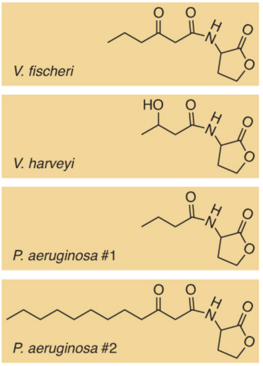 O O H N O O
V. fischeri
HO O H N O O
V. harveyi
O H N O O
P. aeruginosa #1
O O H N O O
P. aeruginosa #2